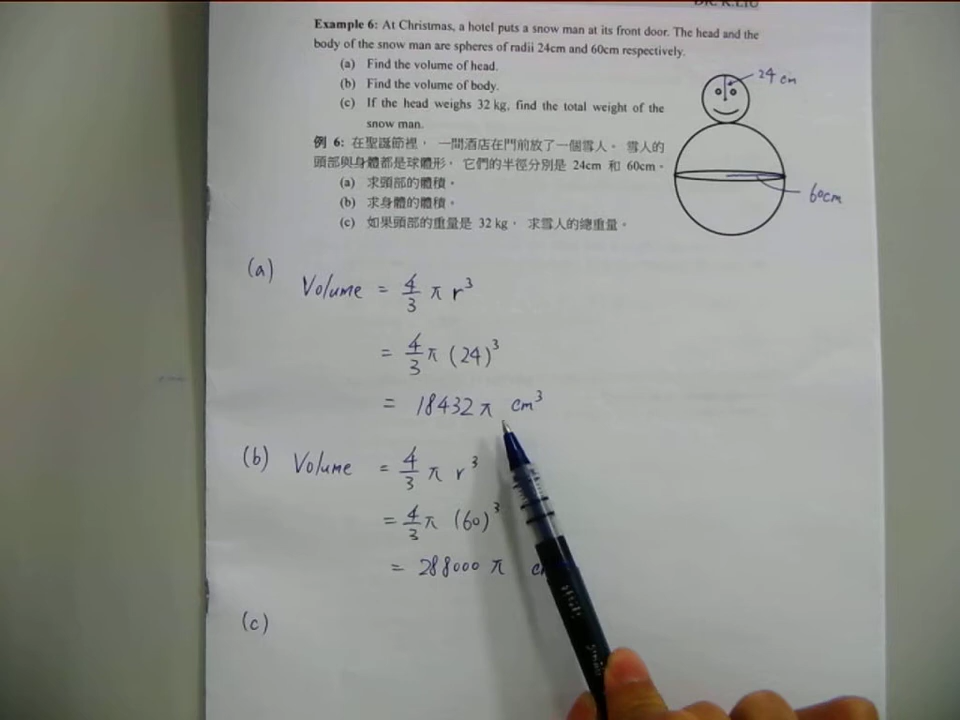 DR. K.LIU
Example 6: At Christmas, a hotel puts a snow man at its front door. The head and the
body of the snow man are spheres of radii 24cm and 60cm respectively.
(a) Find the volume of head.
(b) Find the volume of body.
(c) If the head weighs 32 kg, find the total weight of the
snow man.
24 cm
60cm
例 6: 在聖誕節裡， 一間酒店在門前放了一個雪人。 雪人的
頭部與身體都是球體形， 它們的半徑分別是 24cm 和 60cm。
(a) 求頭部的體積。
(b) 求身體的體積。
(c) 如果頭部的重量是 32 kg， 求雪人的總重量。
(a) Volume = 4/3 π r³
= 4/3 π (24)³
= 18432 π cm³
(b) Volume = 4/3 π r³
= 4/3 π (60)³
= 288000 π
(c)